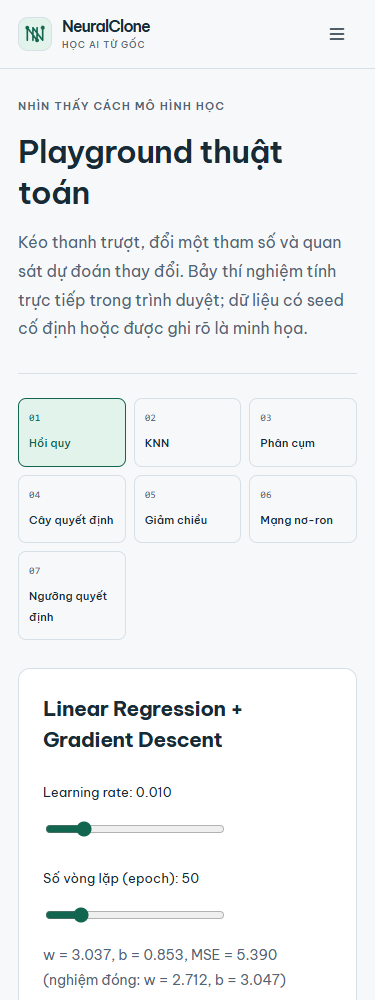 NeuralClone
HỌC AI TỪ GỐC
NHÌN THẤY CÁCH MÔ HÌNH HỌC
Playground thuật
toán
Kéo thanh trượt, đổi một tham số và quan
sát dự đoán thay đổi. Bảy thí nghiệm tính
trực tiếp trong trình duyệt; dữ liệu có seed
cố định hoặc được ghi rõ là minh họa.
01
Hồi quy
02
KNN
03
Phân cụm
04
Cây quyết định
05
Giảm chiều
06
Mạng nơ-ron
07
Ngưỡng quyết
định
Linear Regression +
Gradient Descent
Learning rate: 0.010
Số vòng lặp (epoch): 50
w = 3.037, b = 0.853, MSE = 5.390
(nghiệm đóng: w = 2.712, b = 3.047)